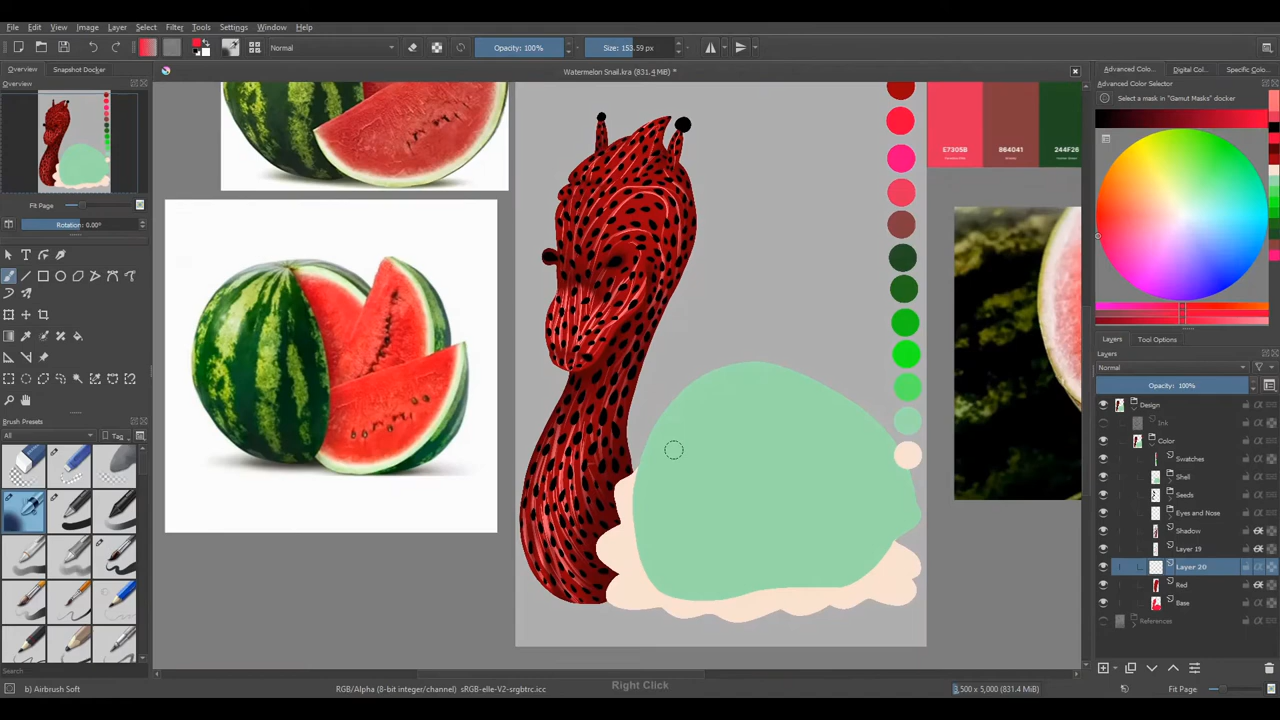 File Edit View Image Layer Select Filter Tools Settings Window Help
Normal Opacity: 100% Size: 153.59 px
Overview Snapshot Docker
Watermelon Snail.kra (831.4 MiB) *
Advanced Colo... Digital Col... Specific Colo...
Overview
Advanced Color Selector
Select a mask in "Gamut Masks" docker
E7305B B64041 244F26
Fit Page
Rotation: 0.00°
Layers Tool Options
Layers
Normal
Opacity: 100%
Design
Ink
Color
Swatches
Shell
Seeds
Eyes and Nose
Shadow
Layer 19
Layer 20
Red
Base
References
Brush Presets
All Tag
Search
b) Airbrush Soft
RGB/Alpha (8-bit integer/channel) sRGB-elle-V2-srgbtrc.icc
Right Click
3,500 x 5,000 (831.4 MiB)
Fit Page